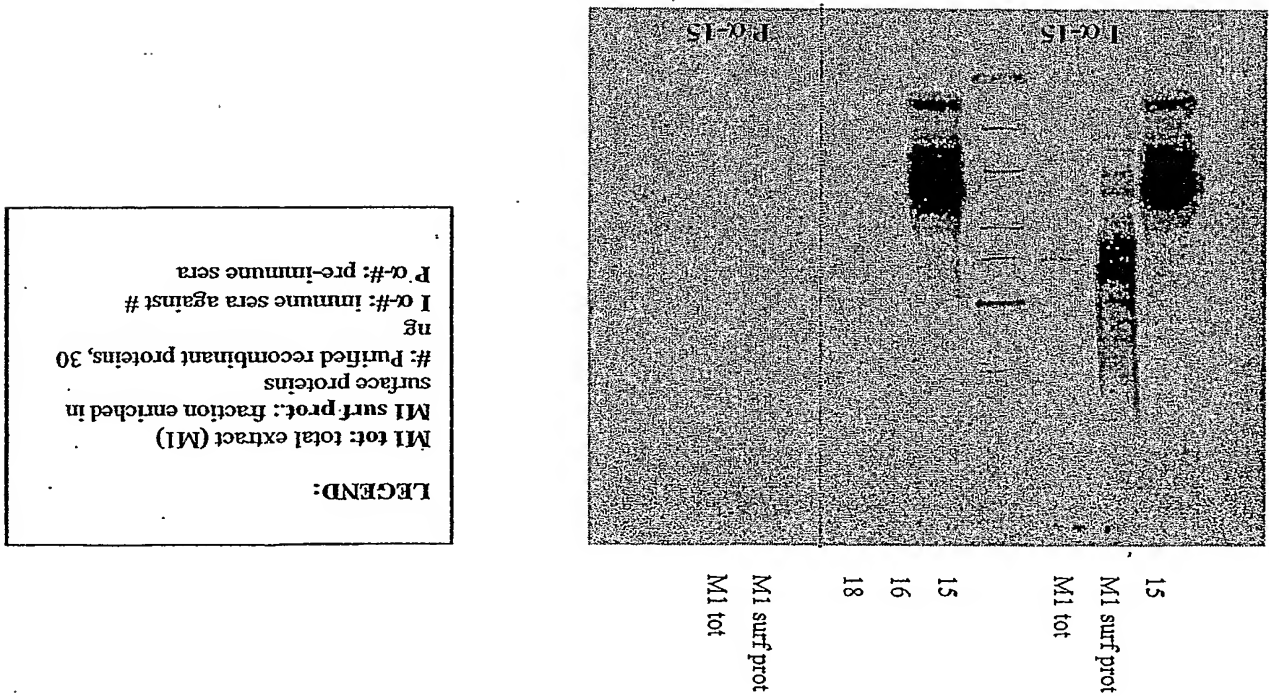 LEGEND:
M1 tot: total extract (M1)
M1 surf prot.: fraction enriched in
surface proteins
#: Purified recombinant proteins, 30
ng
I α-#: immune sera against #
P α-#: pre-immune sera
I α-15
P α-15
15
M1 surf prot
M1 tot
15
16
18
M1 surf prot
M1 tot